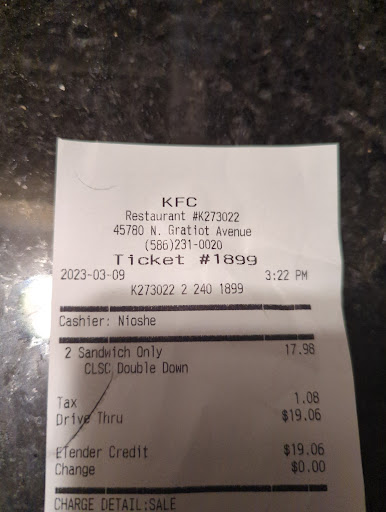 KFC
Restaurant #K273022
45780 N. Gratiot Avenue
(586)231-0020
Ticket #1899
2023-03-09 3:22 PM
K273022 2 240 1899
Cashier: Nioshe
2 Sandwich Only 17.98
CLSC Double Down
Tax 1.08
Drive Thru $19.06
ETender Credit $19.06
Change $0.00
CHARGE DETAIL:SALE